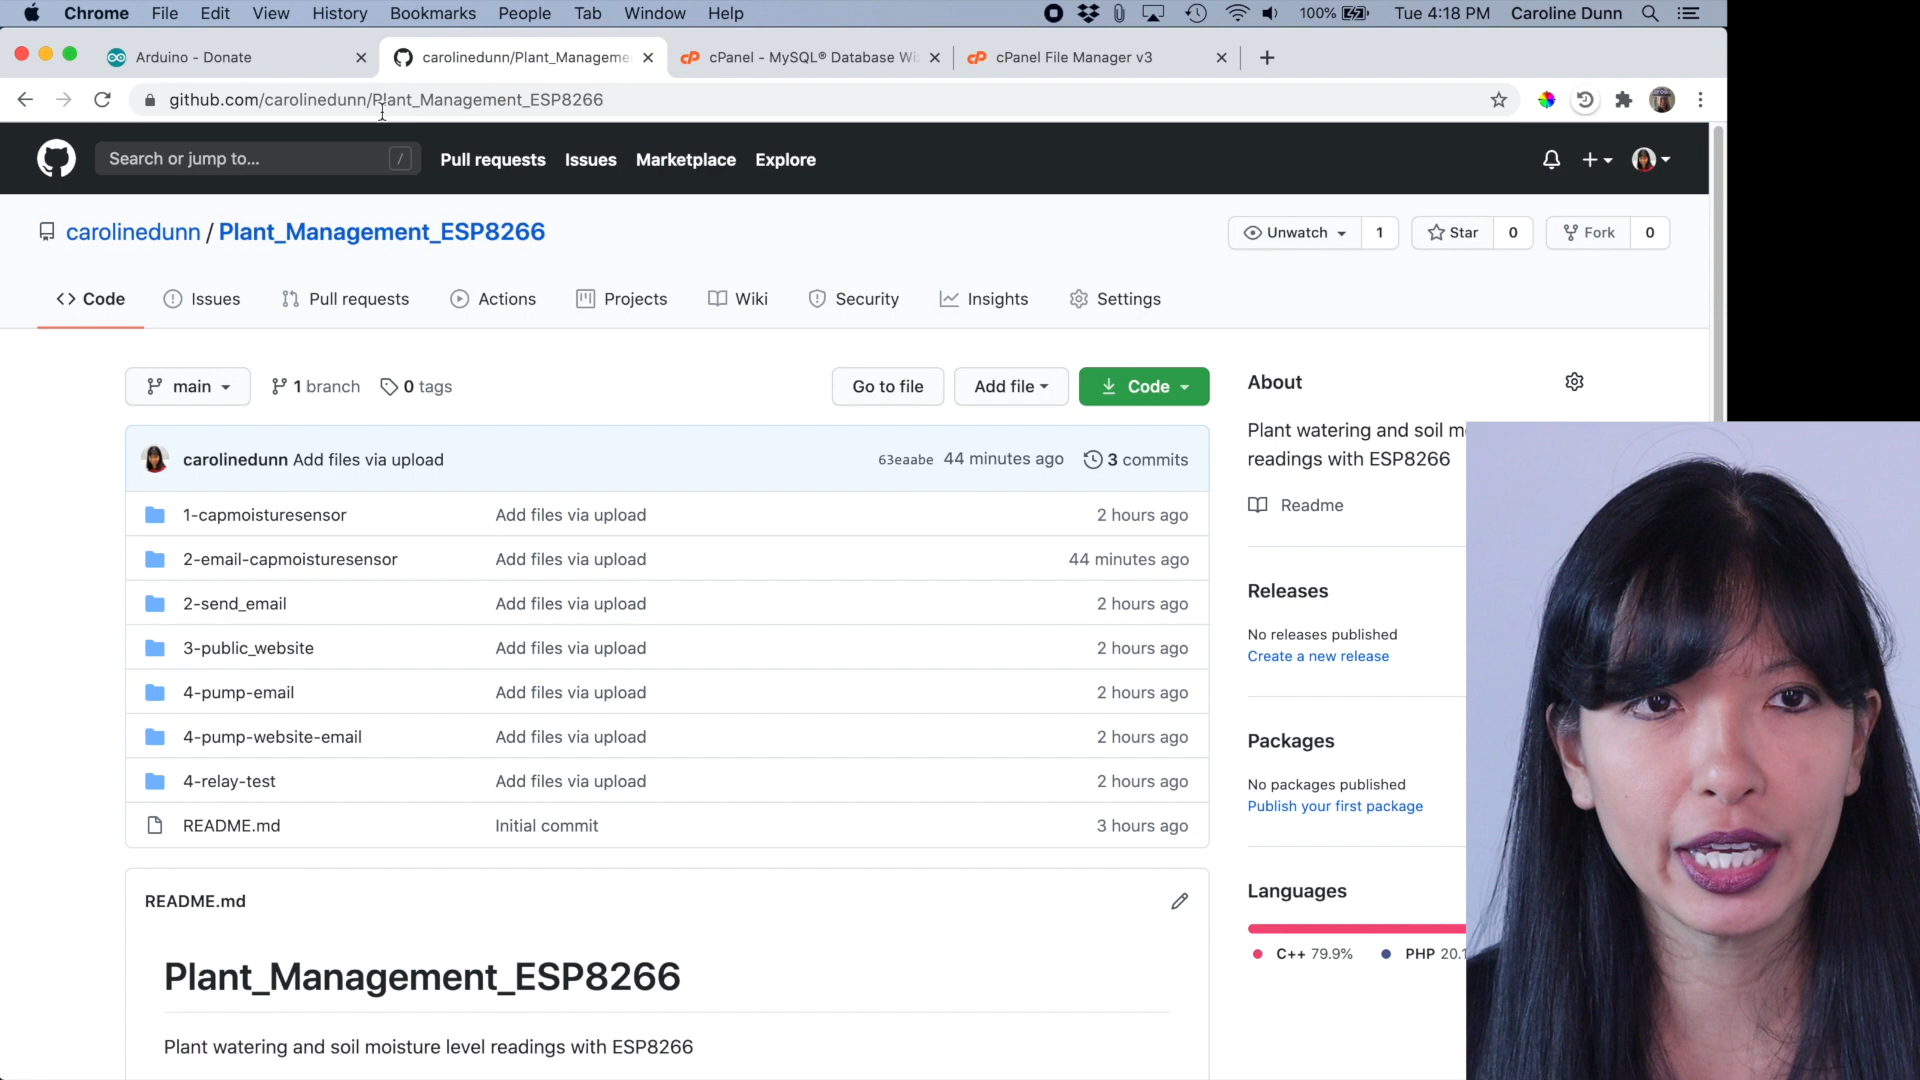 Chrome File Edit View History Bookmarks People Tab Window Help 100% Tue 4:18 PM Caroline Dunn
Arduino - Donate
carolinedunn/Plant_Manageme
cPanel - MySQL® Database Wi
cPanel File Manager v3
github.com/carolinedunn/Plant_Management_ESP8266
Search or jump to... /
Pull requests Issues Marketplace Explore
carolinedunn / Plant_Management_ESP8266
Unwatch 1 Star 0 Fork 0
Code Issues Pull requests Actions Projects Wiki Security Insights Settings
main 1 branch 0 tags Go to file Add file Code
carolinedunn Add files via upload 63eaabe 44 minutes ago 3 commits
1-capmoisturesensor Add files via upload 2 hours ago
2-email-capmoisturesensor Add files via upload 44 minutes ago
2-send_email Add files via upload 2 hours ago
3-public_website Add files via upload 2 hours ago
4-pump-email Add files via upload 2 hours ago
4-pump-website-email Add files via upload 2 hours ago
4-relay-test Add files via upload 2 hours ago
README.md Initial commit 3 hours ago
README.md
Plant_Management_ESP8266
Plant watering and soil moisture level readings with ESP8266
About
Plant watering and soil m
readings with ESP8266
Readme
Releases
No releases published
Create a new release
Packages
No packages published
Publish your first package
Languages
C++ 79.9% PHP 20.1